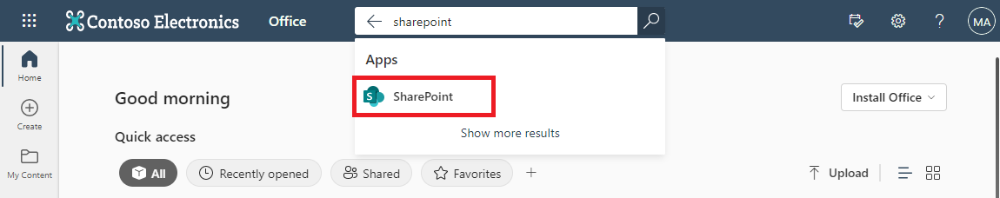 Contoso Electronics
Office
sharepoint
MA
Apps
S SharePoint
Show more results
Home
Create
My Content
Good morning
Install Office
Quick access
All
Recently opened
Shared
Favorites
Upload